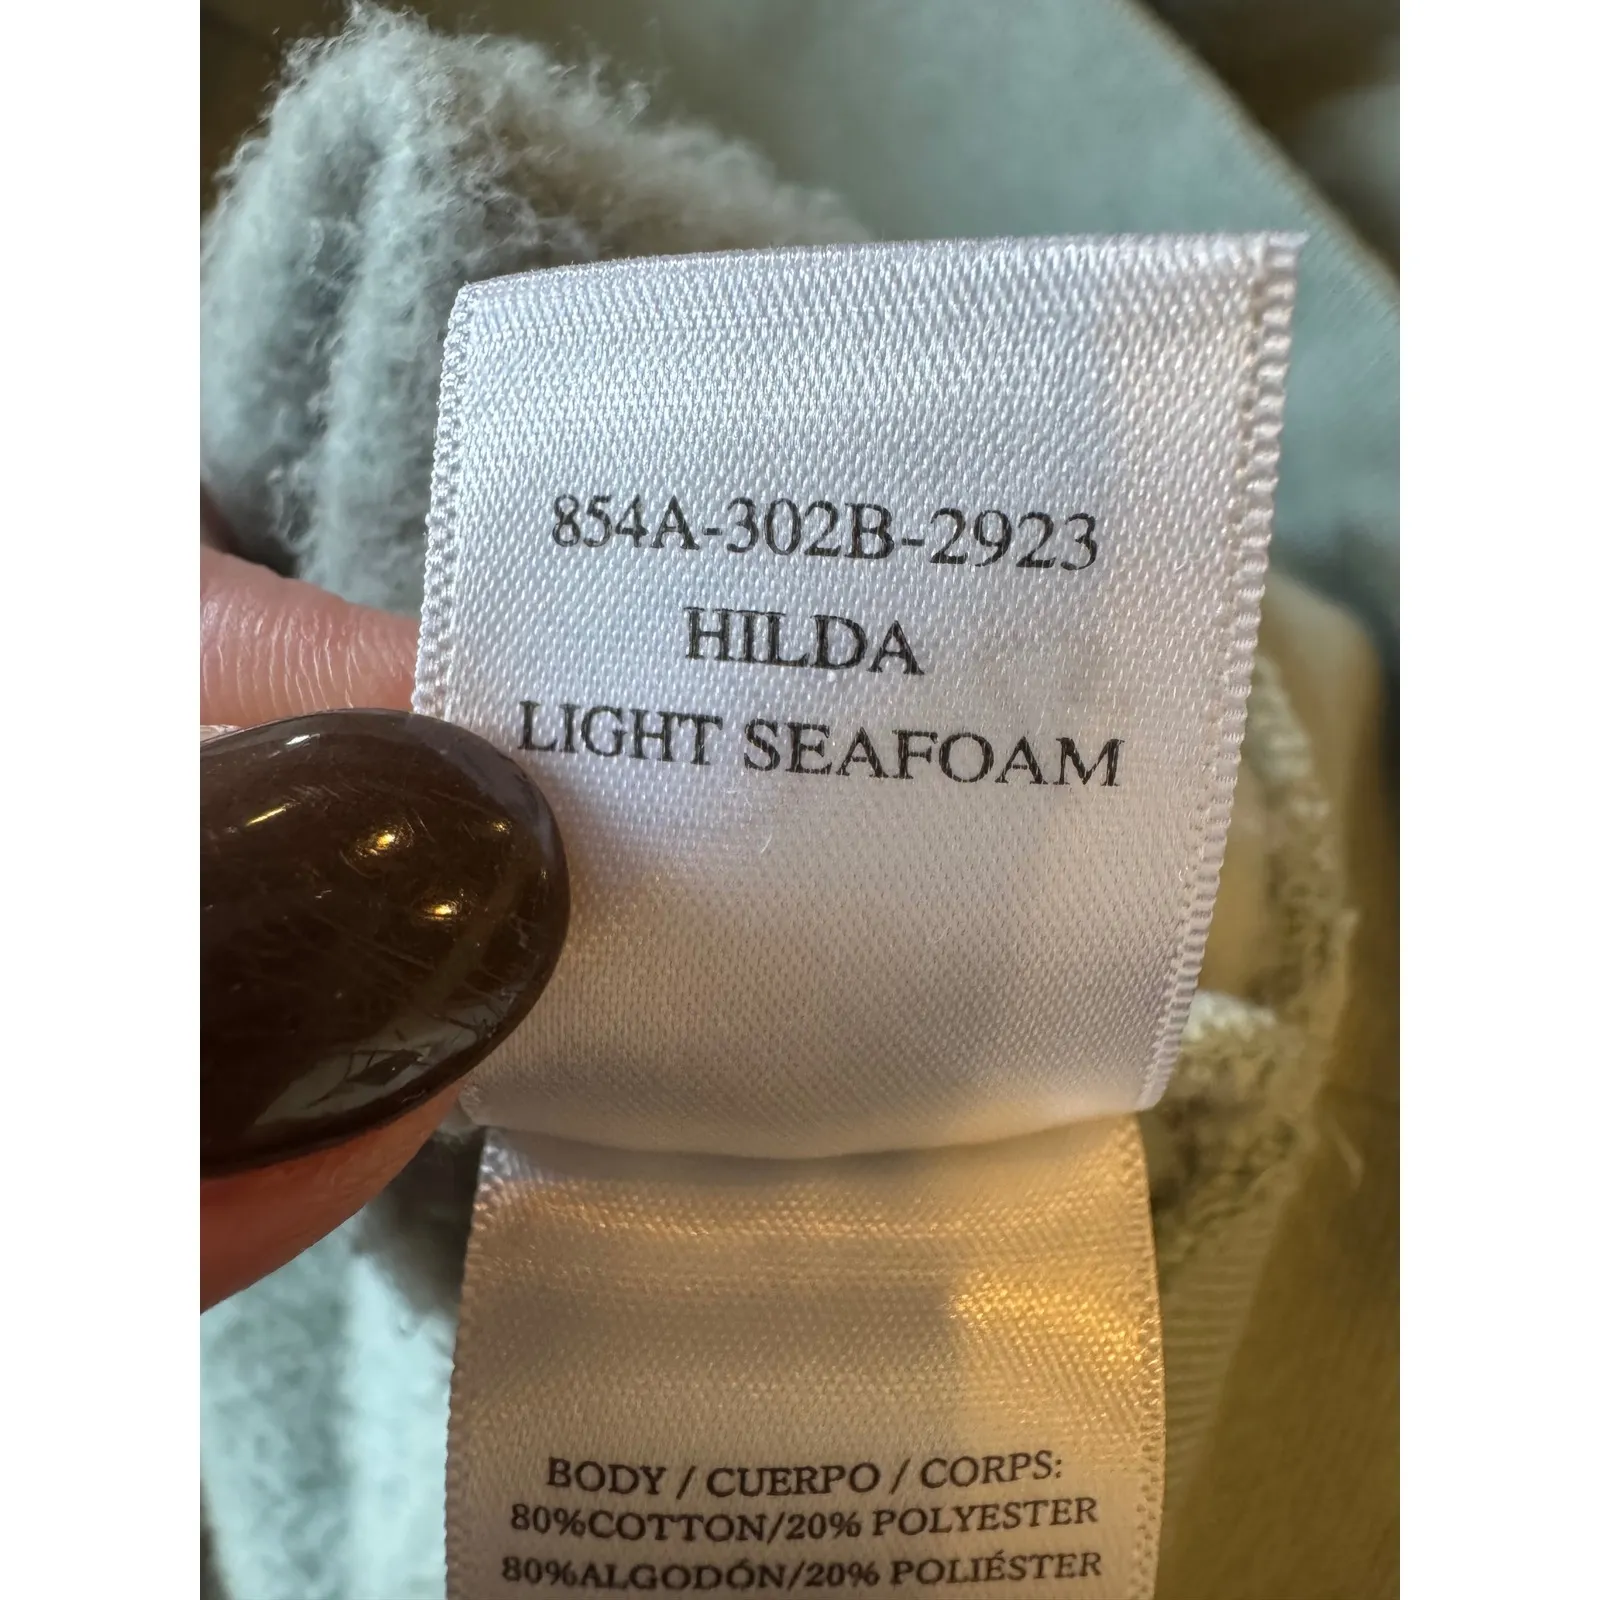 854A-302B-2923
HILDA
LIGHT SEAFOAM
BODY / CUERPO / CORPS:
80%COTTON/20% POLYESTER
80%ALGODÓN/20% POLIÉSTER